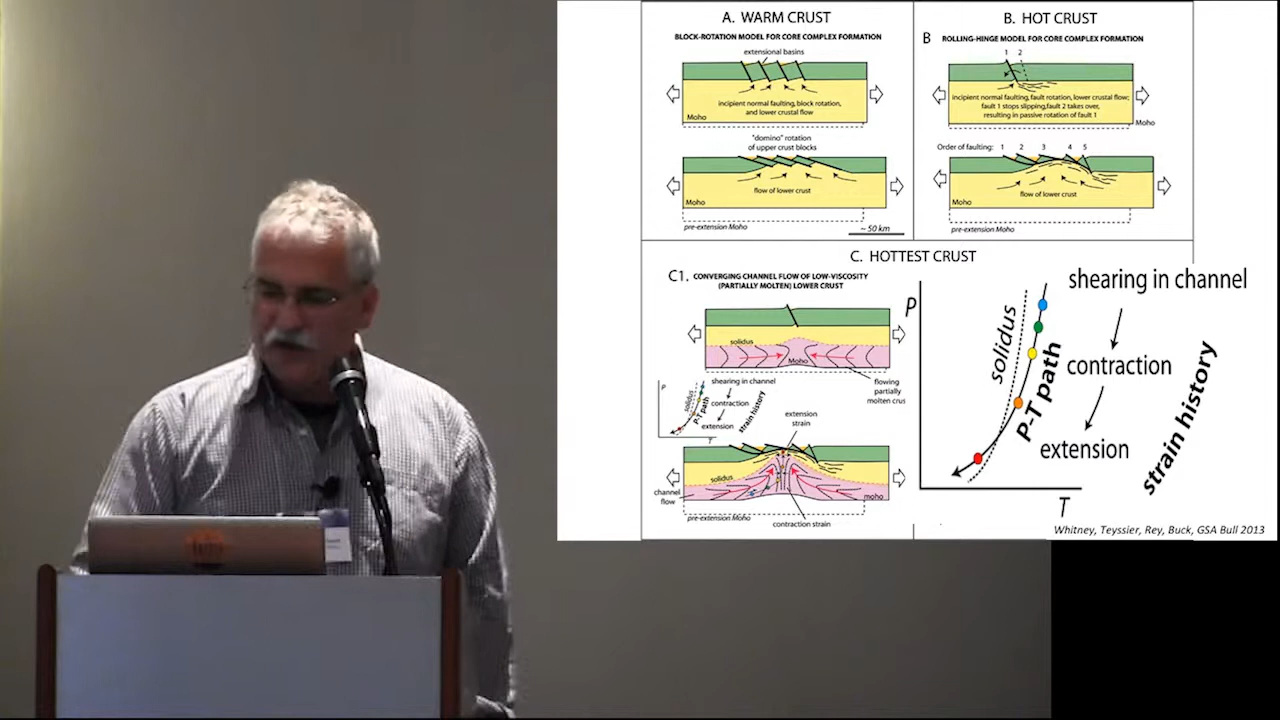 A. WARM CRUST
BLOCK-ROTATION MODEL FOR CORE COMPLEX FORMATION
extensional basins
incipient normal faulting, block rotation,
and lower crustal flow
Moho
"domino" rotation
of upper crust blocks
flow of lower crust
Moho
pre-extension Moho
~ 50 km
B. HOT CRUST
B
ROLLING-HINGE MODEL FOR CORE COMPLEX FORMATION
1 2
incipient normal faulting, fault rotation, lower crustal flow;
fault 1 stops slipping,fault 2 takes over,
resulting in passive rotation of fault 1
Moho
Order of faulting: 1 2 3 4 5
flow of lower crust
Moho
pre-extension Moho
C. HOTTEST CRUST
C1. CONVERGING CHANNEL FLOW OF LOW-VISCOSITY
(PARTIALLY MOLTEN) LOWER CRUST
solidus
Moho
flowing
partially
molten crus
P
solidus
P-T path
T
shearing in channel
contraction
extension
strain history
extension
strain
solidus
channel
flow
moho
pre-extension Moho
contraction strain
P
solidus
P-T path
T
shearing in channel
contraction
extension
strain history
Whitney, Teyssier, Rey, Buck, GSA Bull 2013